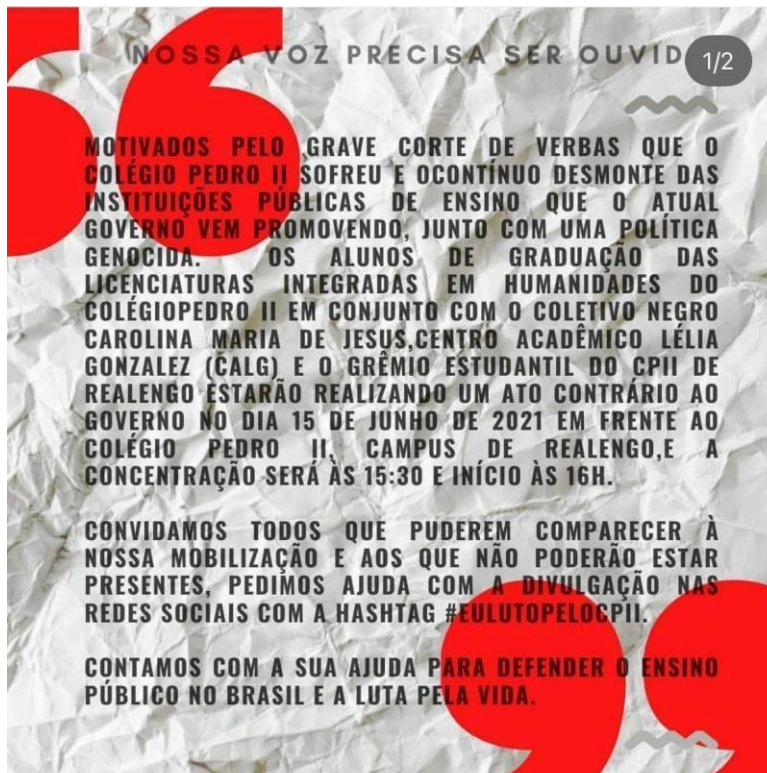 NOSSA VOZ PRECISA SER OUVID
1/2
MOTIVADOS PELO GRAVE CORTE DE VERBAS QUE O
COLÉGIO PEDRO II SOFREU E OCONTÍNUO DESMONTE DAS
INSTITUIÇÕES PÚBLICAS DE ENSINO QUE O ATUAL
GOVERNO VEM PROMOVENDO, JUNTO COM UMA POLÍTICA
GENOCIDA. OS ALUNOS DE GRADUAÇÃO DAS
LICENCIATURAS INTEGRADAS EM HUMANIDADES DO
COLÉGIOPEDRO II EM CONJUNTO COM O COLETIVO NEGRO
CAROLINA MARIA DE JESUS,CENTRO ACADÊMICO LÉLIA
GONZALEZ (CALG) E O GRÊMIO ESTUDANTIL DO CPII DE
REALENGO ESTARÃO REALIZANDO UM ATO CONTRÁRIO AO
GOVERNO NO DIA 15 DE JUNHO DE 2021 EM FRENTE AO
COLÉGIO PEDRO II, CAMPUS DE REALENGO,E A
CONCENTRAÇÃO SERÁ ÀS 15:30 E INÍCIO ÀS 16H.
CONVIDAMOS TODOS QUE PUDEREM COMPARECER À
NOSSA MOBILIZAÇÃO E AOS QUE NÃO PODERÃO ESTAR
PRESENTES, PEDIMOS AJUDA COM A DIVULGAÇÃO NAS
REDES SOCIAIS COM A HASHTAG #EULUTOPELOCPII.
CONTAMOS COM A SUA AJUDA PARA DEFENDER O ENSINO
PÚBLICO NO BRASIL E A LUTA PELA VIDA.